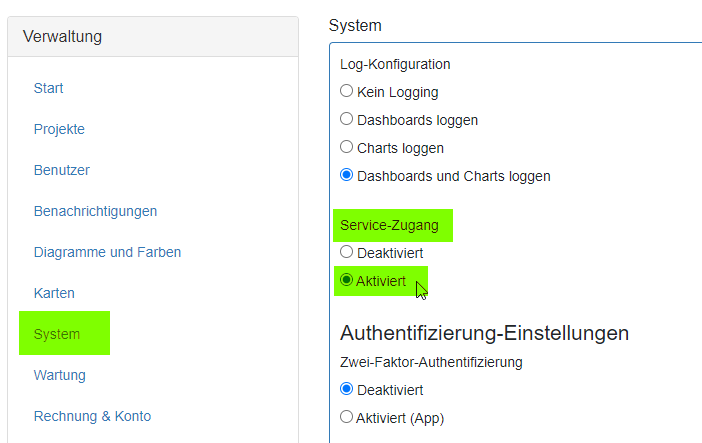 Verwaltung
Start
Projekte
Benutzer
Benachrichtigungen
Diagramme und Farben
Karten
System
Wartung
Rechnung & Konto
System
Log-Konfiguration
Kein Logging
Dashboards loggen
Charts loggen
Dashboards und Charts loggen
Service-Zugang
Deaktiviert
Aktiviert
Authentifizierung-Einstellungen
Zwei-Faktor-Authentifizierung
Deaktiviert
Aktiviert (App)